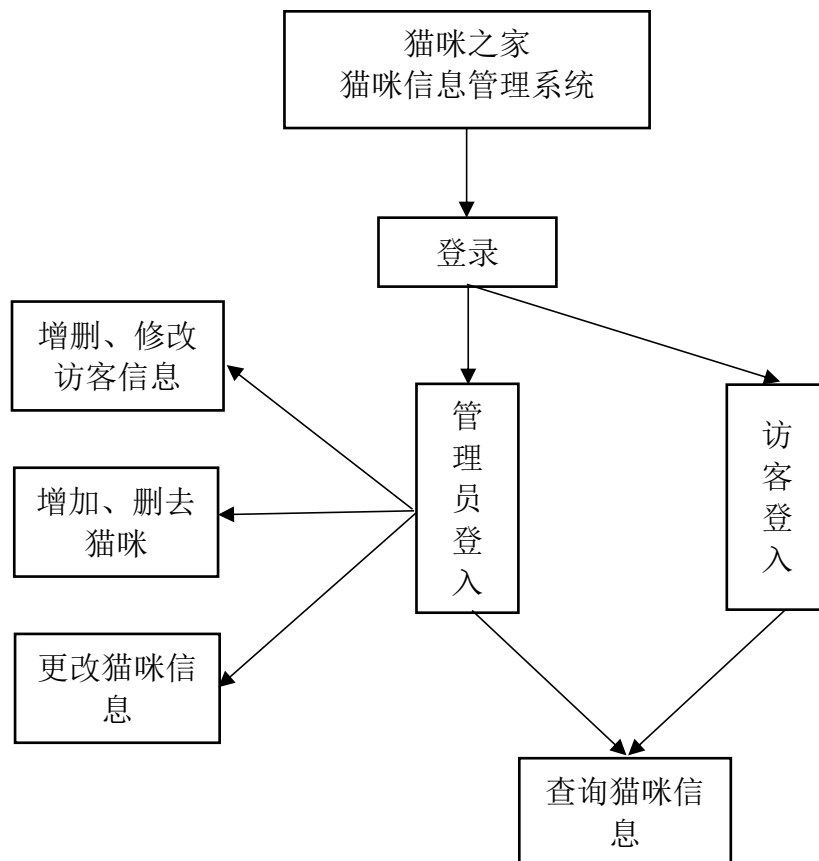 猫咪之家
猫咪信息管理系统
登录
增删、修改
访客信息
管理员登入
访客登入
增加、删去
猫咪
更改猫咪信
息
查询猫咪信
息